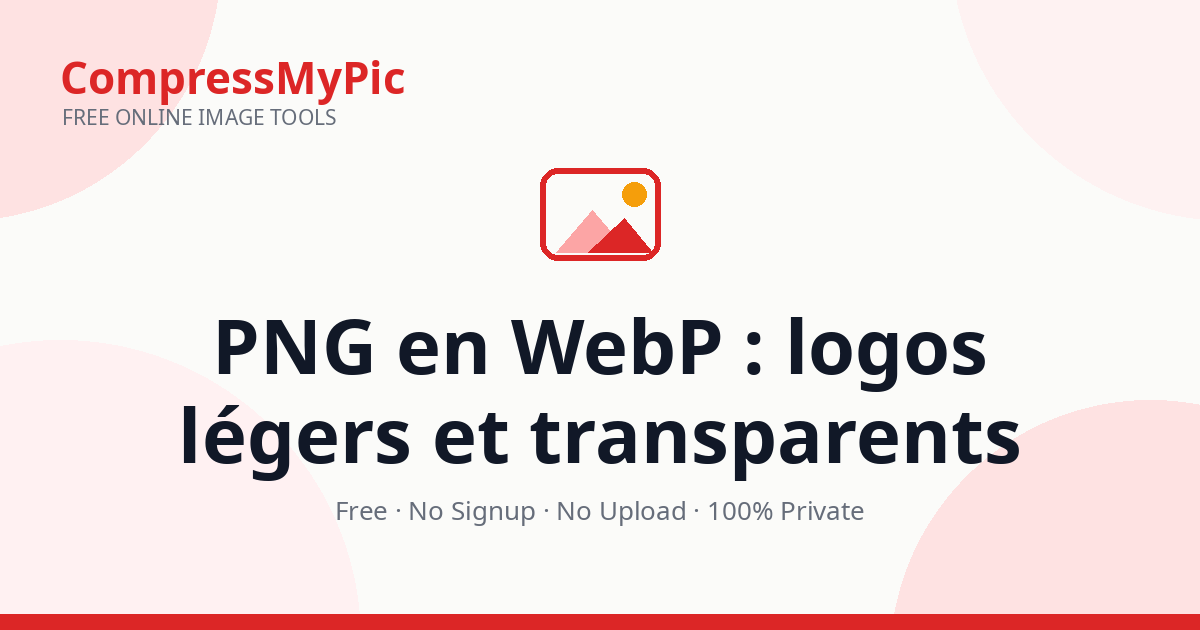 CompressMyPic
FREE ONLINE IMAGE TOOLS
PNG en WebP : logos
légers et transparents
Free · No Signup · No Upload · 100% Private